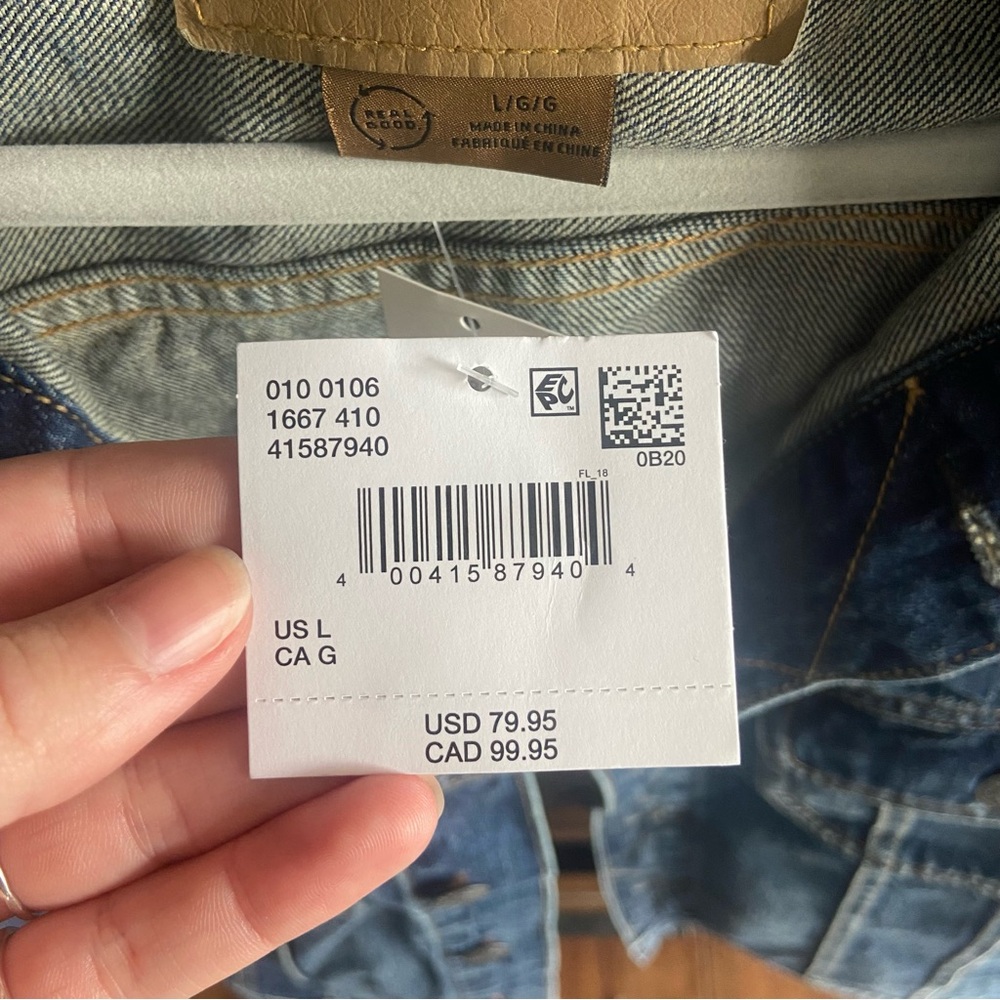 REAL
GOOD.
L/G/G
MADE IN CHINA
FABRIQUÉ EN CHINE
010 0106
1667 410
41587940
EPC™
0B20
FL_18
4 00415 87940 4
US L
CA G
USD 79.95
CAD 99.95